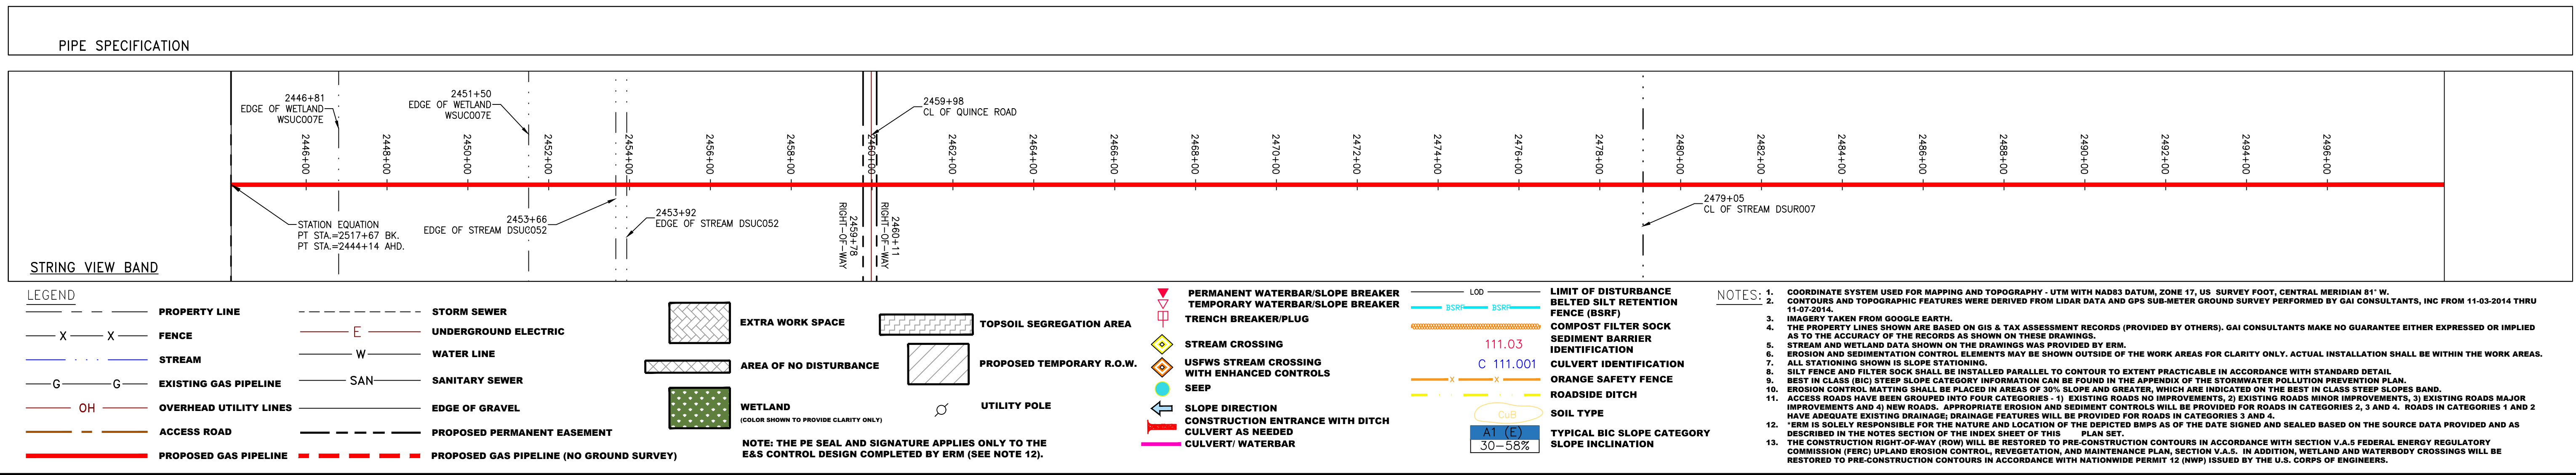 PIPE SPECIFICATION
2446+81
EDGE OF WETLAND
WSUC007E
2451+50
EDGE OF WETLAND
WSUC007E
2459+98
CL OF QUINCE ROAD
2446+00
2448+00
2450+00
2452+00
2454+00
2456+00
2458+00
2460+00
2462+00
2464+00
2466+00
2468+00
2470+00
2472+00
2474+00
2476+00
2478+00
2480+00
2482+00
2484+00
2486+00
2488+00
2490+00
2492+00
2494+00
2496+00
STATION EQUATION
PT STA.=2517+67 BK.
PT STA.=2444+14 AHD.
2453+66
EDGE OF STREAM DSUC052
2453+92
EDGE OF STREAM DSUC052
2459+78
RIGHT-OF-WAY
2460+11
RIGHT-OF-WAY
2479+05
CL OF STREAM DSUR007
STRING VIEW BAND
LEGEND
PROPERTY LINE
X X FENCE
STREAM
G G EXISTING GAS PIPELINE
OH OVERHEAD UTILITY LINES
ACCESS ROAD
PROPOSED GAS PIPELINE
STORM SEWER
E UNDERGROUND ELECTRIC
W WATER LINE
SAN SANITARY SEWER
EDGE OF GRAVEL
PROPOSED PERMANENT EASEMENT
PROPOSED GAS PIPELINE (NO GROUND SURVEY)
EXTRA WORK SPACE
AREA OF NO DISTURBANCE
WETLAND
(COLOR SHOWN TO PROVIDE CLARITY ONLY)
TOPSOIL SEGREGATION AREA
PROPOSED TEMPORARY R.O.W.
UTILITY POLE
NOTE: THE PE SEAL AND SIGNATURE APPLIES ONLY TO THE
E&S CONTROL DESIGN COMPLETED BY ERM (SEE NOTE 12).
PERMANENT WATERBAR/SLOPE BREAKER
TEMPORARY WATERBAR/SLOPE BREAKER
TRENCH BREAKER/PLUG
STREAM CROSSING
USFWS STREAM CROSSING
WITH ENHANCED CONTROLS
SEEP
SLOPE DIRECTION
CONSTRUCTION ENTRANCE WITH DITCH
CULVERT AS NEEDED
CULVERT/ WATERBAR
LOD LIMIT OF DISTURBANCE
BSRF BSRF BELTED SILT RETENTION
FENCE (BSRF)
COMPOST FILTER SOCK
111.03 SEDIMENT BARRIER
IDENTIFICATION
C 111.001 CULVERT IDENTIFICATION
X X ORANGE SAFETY FENCE
ROADSIDE DITCH
CuB SOIL TYPE
A1 (E) TYPICAL BIC SLOPE CATEGORY
30-58% SLOPE INCLINATION
NOTES: 1. COORDINATE SYSTEM USED FOR MAPPING AND TOPOGRAPHY - UTM WITH NAD83 DATUM, ZONE 17, US SURVEY FOOT, CENTRAL MERIDIAN 81° W.
2. CONTOURS AND TOPOGRAPHIC FEATURES WERE DERIVED FROM LIDAR DATA AND GPS SUB-METER GROUND SURVEY PERFORMED BY GAI CONSULTANTS, INC FROM 11-03-2014 THRU
11-07-2014.
3. IMAGERY TAKEN FROM GOOGLE EARTH.
4. THE PROPERTY LINES SHOWN ARE BASED ON GIS & TAX ASSESSMENT RECORDS (PROVIDED BY OTHERS). GAI CONSULTANTS MAKE NO GUARANTEE EITHER EXPRESSED OR IMPLIED
AS TO THE ACCURACY OF THE RECORDS AS SHOWN ON THESE DRAWINGS.
5. STREAM AND WETLAND DATA SHOWN ON THE DRAWINGS WAS PROVIDED BY ERM.
6. EROSION AND SEDIMENTATION CONTROL ELEMENTS MAY BE SHOWN OUTSIDE OF THE WORK AREAS FOR CLARITY ONLY. ACTUAL INSTALLATION SHALL BE WITHIN THE WORK AREAS.
7. ALL STATIONING SHOWN IS SLOPE STATIONING.
8. SILT FENCE AND FILTER SOCK SHALL BE INSTALLED PARALLEL TO CONTOUR TO EXTENT PRACTICABLE IN ACCORDANCE WITH STANDARD DETAIL
9. BEST IN CLASS (BIC) STEEP SLOPE CATEGORY INFORMATION CAN BE FOUND IN THE APPENDIX OF THE STORMWATER POLLUTION PREVENTION PLAN.
10. EROSION CONTROL MATTING SHALL BE PLACED IN AREAS OF 30% SLOPE AND GREATER, WHICH ARE INDICATED ON THE BEST IN CLASS STEEP SLOPES BAND.
11. ACCESS ROADS HAVE BEEN GROUPED INTO FOUR CATEGORIES - 1) EXISTING ROADS NO IMPROVEMENTS, 2) EXISTING ROADS MINOR IMPROVEMENTS, 3) EXISTING ROADS MAJOR
IMPROVEMENTS AND 4) NEW ROADS. APPROPRIATE EROSION AND SEDIMENT CONTROLS WILL BE PROVIDED FOR ROADS IN CATEGORIES 2, 3 AND 4. ROADS IN CATEGORIES 1 AND 2
HAVE ADEQUATE EXISTING DRAINAGE; DRAINAGE FEATURES WILL BE PROVIDED FOR ROADS IN CATEGORIES 3 AND 4.
12. *ERM IS SOLELY RESPONSIBLE FOR THE NATURE AND LOCATION OF THE DEPICTED BMPS AS OF THE DATE SIGNED AND SEALED BASED ON THE SOURCE DATA PROVIDED AND AS
DESCRIBED IN THE NOTES SECTION OF THE INDEX SHEET OF THIS PLAN SET.
13. THE CONSTRUCTION RIGHT-OF-WAY (ROW) WILL BE RESTORED TO PRE-CONSTRUCTION CONTOURS IN ACCORDANCE WITH SECTION V.A.5 FEDERAL ENERGY REGULATORY
COMMISSION (FERC) UPLAND EROSION CONTROL, REVEGETATION, AND MAINTENANCE PLAN, SECTION V.A.5. IN ADDITION, WETLAND AND WATERBODY CROSSINGS WILL BE
RESTORED TO PRE-CONSTRUCTION CONTOURS IN ACCORDANCE WITH NATIONWIDE PERMIT 12 (NWP) ISSUED BY THE U.S. CORPS OF ENGINEERS.